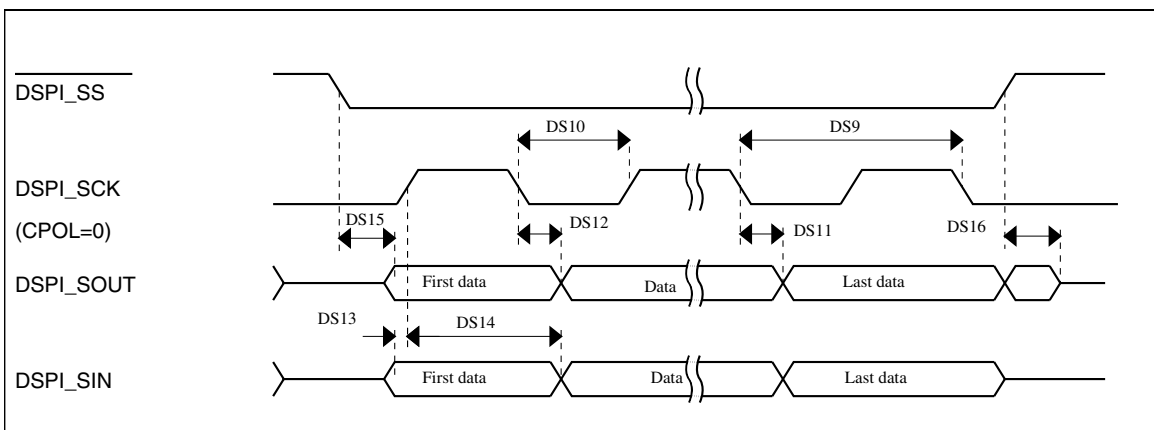 DSPI_SS
DS10
DS9
DSPI_SCK
(CPOL=0)
DS15
DS12
DS11
DS16
DSPI_SOUT
First data
Data
Last data
DS13
DS14
DSPI_SIN
First data
Data
Last data